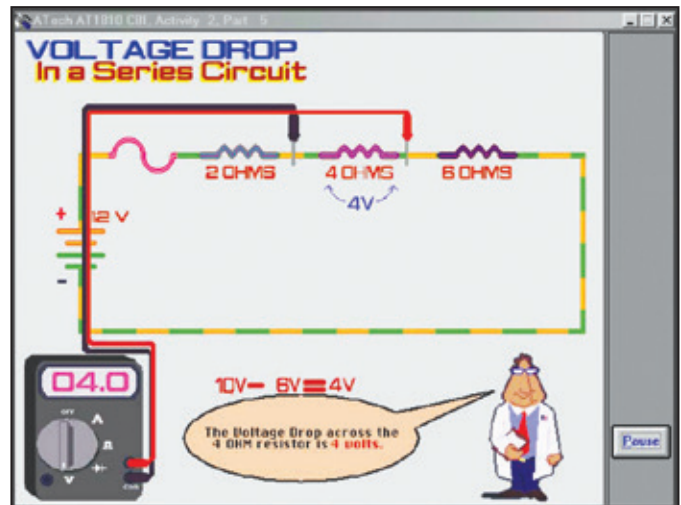 ATech AT1810 CBI, Activity 2, Part 5
VOLTAGE DROP
In a Series Circuit
2 OHMS
4 OHMS
6 OHMS
4V
+
12 V
-
04.0
OFF
V
10V- 6V=4V
The Voltage Drop across the
4 OHM resistor is 4 volts.
Pause